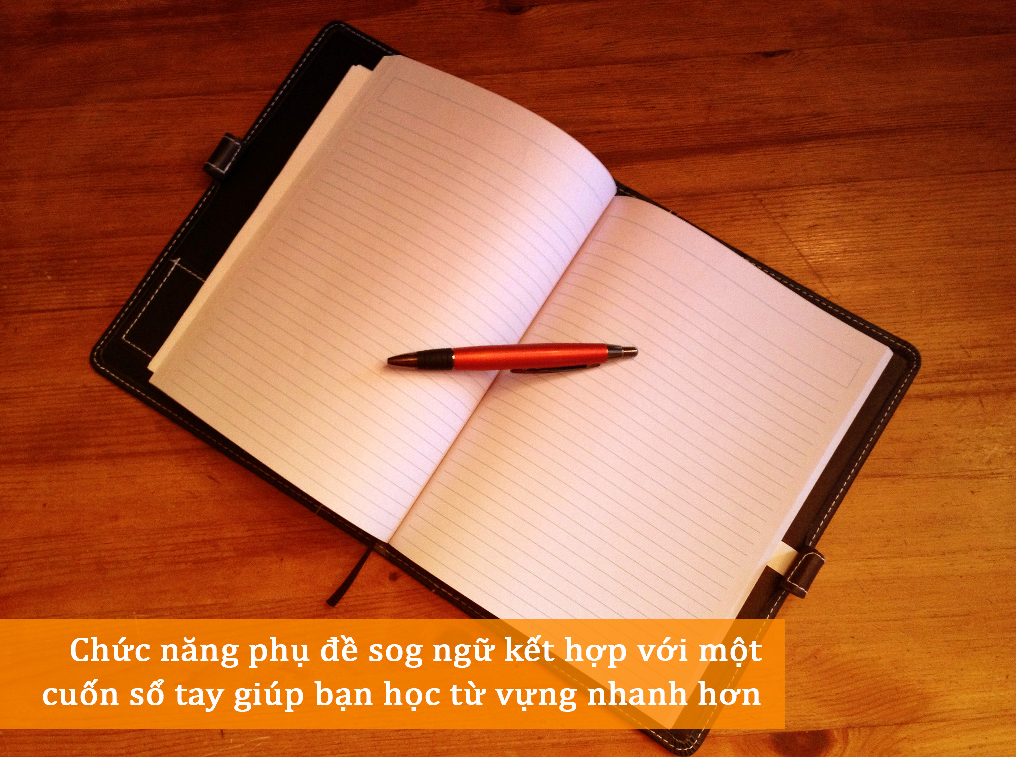 Chức năng phụ đề sog ngữ kết hợp với một
cuốn sổ tay giúp bạn học từ vựng nhanh hơn